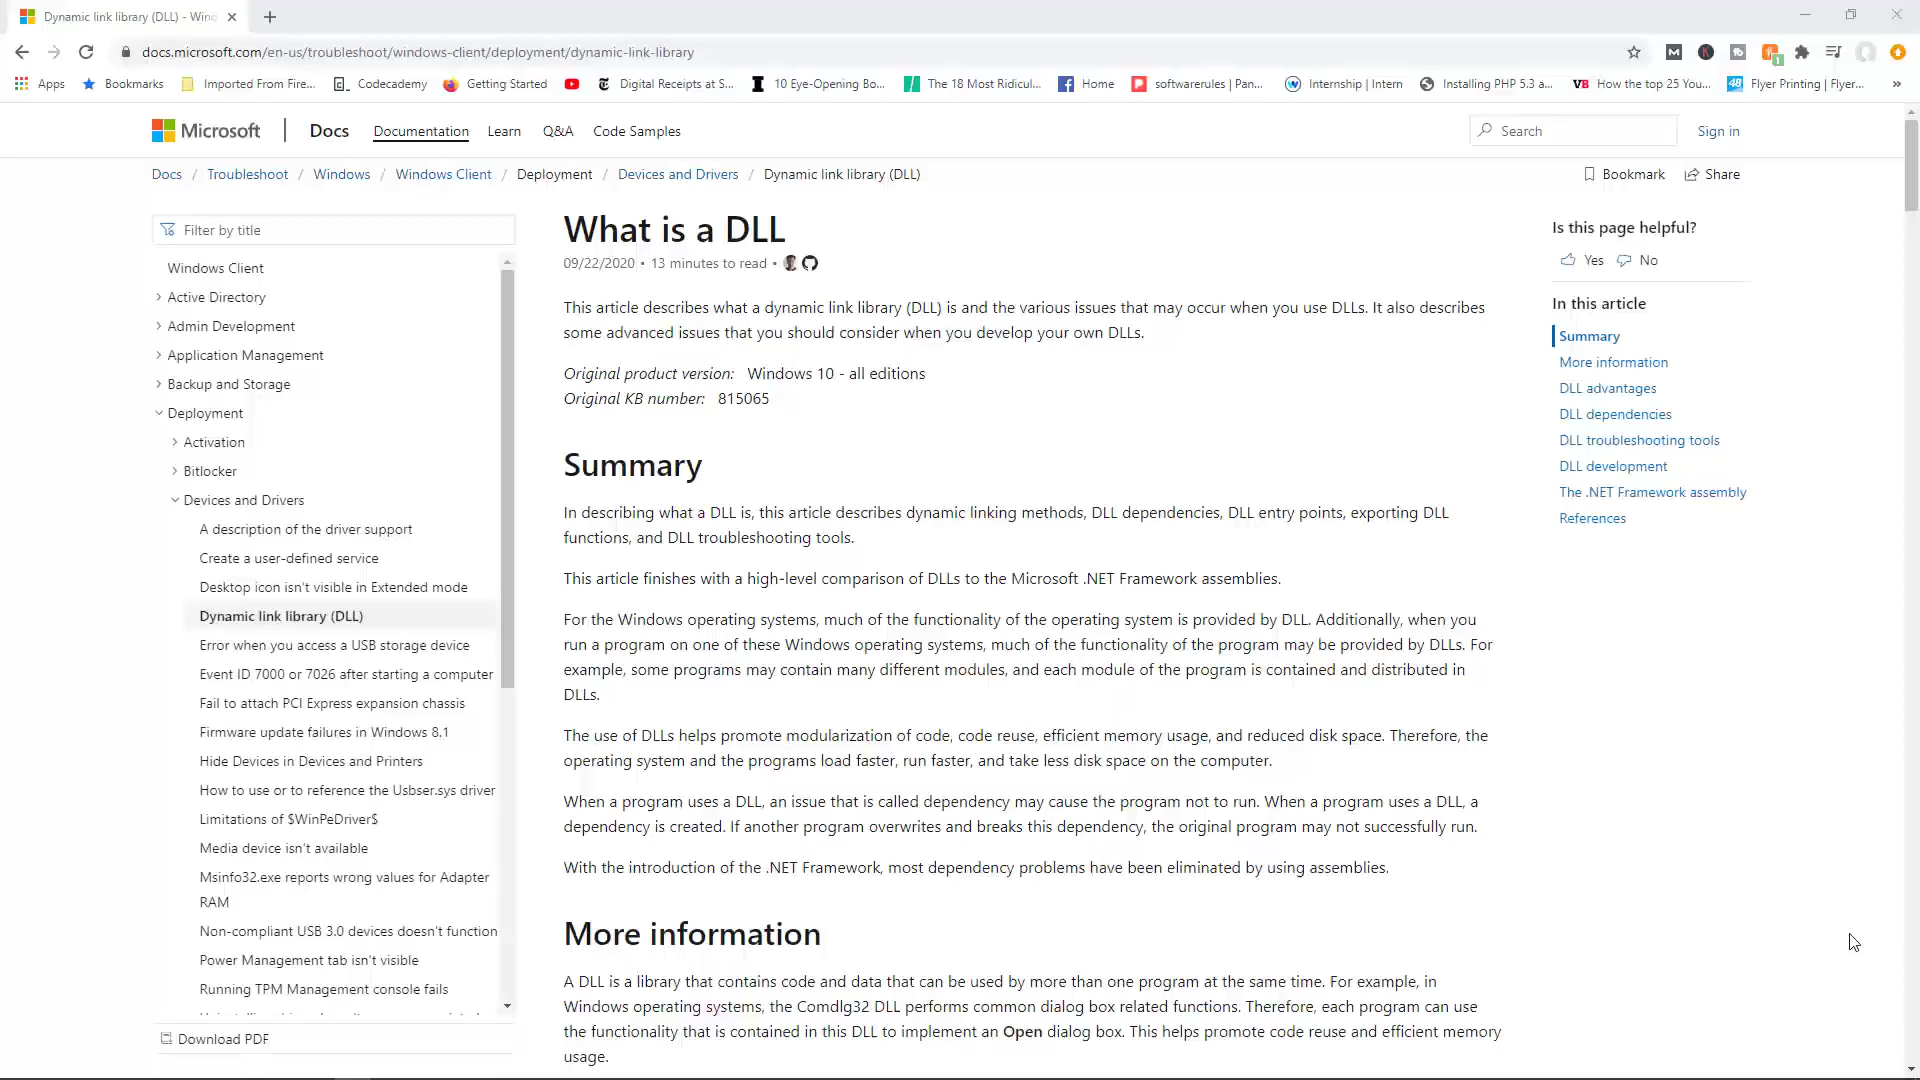 Dynamic link library (DLL) - Wind
docs.microsoft.com/en-us/troubleshoot/windows-client/deployment/dynamic-link-library
Apps Bookmarks Imported From Fire... Codecademy Getting Started Digital Receipts at S... 10 Eye-Opening Bo... The 18 Most Ridicul... Home softwarerules | Pan... Internship | Intern Installing PHP 5.3 a... VB How the top 25 You... Flyer Printing | Flyer... »
Microsoft Docs Documentation Learn Q&A Code Samples Search Sign in
Docs / Troubleshoot / Windows / Windows Client / Deployment / Devices and Drivers / Dynamic link library (DLL) Bookmark Share
Filter by title
Windows Client
Active Directory
Admin Development
Application Management
Backup and Storage
Deployment
Activation
Bitlocker
Devices and Drivers
A description of the driver support
Create a user-defined service
Desktop icon isn't visible in Extended mode
Dynamic link library (DLL)
Error when you access a USB storage device
Event ID 7000 or 7026 after starting a computer
Fail to attach PCI Express expansion chassis
Firmware update failures in Windows 8.1
Hide Devices in Devices and Printers
How to use or to reference the Usbser.sys driver
Limitations of $WinPeDriver$
Media device isn't available
Msinfo32.exe reports wrong values for Adapter
RAM
Non-compliant USB 3.0 devices doesn't function
Power Management tab isn't visible
Running TPM Management console fails
Download PDF
What is a DLL
09/22/2020 • 13 minutes to read •
This article describes what a dynamic link library (DLL) is and the various issues that may occur when you use DLLs. It also describes
some advanced issues that you should consider when you develop your own DLLs.
Original product version: Windows 10 - all editions
Original KB number: 815065
Summary
In describing what a DLL is, this article describes dynamic linking methods, DLL dependencies, DLL entry points, exporting DLL
functions, and DLL troubleshooting tools.
This article finishes with a high-level comparison of DLLs to the Microsoft .NET Framework assemblies.
For the Windows operating systems, much of the functionality of the operating system is provided by DLL. Additionally, when you
run a program on one of these Windows operating systems, much of the functionality of the program may be provided by DLLs. For
example, some programs may contain many different modules, and each module of the program is contained and distributed in
DLLs.
The use of DLLs helps promote modularization of code, code reuse, efficient memory usage, and reduced disk space. Therefore, the
operating system and the programs load faster, run faster, and take less disk space on the computer.
When a program uses a DLL, an issue that is called dependency may cause the program not to run. When a program uses a DLL, a
dependency is created. If another program overwrites and breaks this dependency, the original program may not successfully run.
With the introduction of the .NET Framework, most dependency problems have been eliminated by using assemblies.
More information
A DLL is a library that contains code and data that can be used by more than one program at the same time. For example, in
Windows operating systems, the Comdlg32 DLL performs common dialog box related functions. Therefore, each program can use
the functionality that is contained in this DLL to implement an Open dialog box. This helps promote code reuse and efficient memory
usage.
Is this page helpful?
Yes No
In this article
Summary
More information
DLL advantages
DLL dependencies
DLL troubleshooting tools
DLL development
The .NET Framework assembly
References